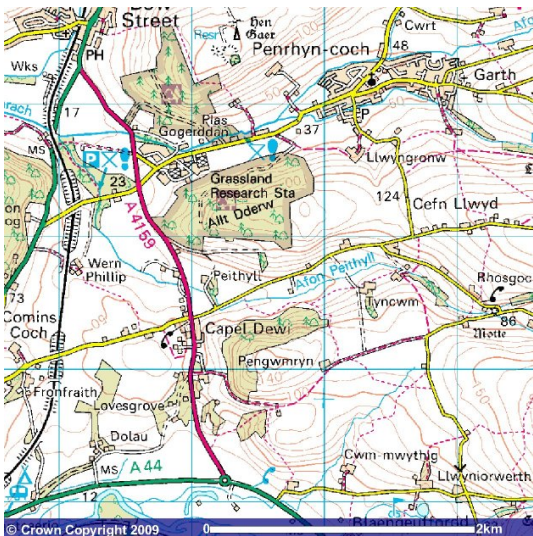 Street
Hen
Gaer
Resr
Cwrt
PH
Penrhyn-coch
48
Wks
Garth
Plas
Gogerddan
17
37
P
MS
Llwyngronw
P
23
Grassland
Research Sta
Allt Dderw
124
Cefn Llwyd
A 4159
Wern
Phillip
Peithyll
Afon Peithyll
Rhosgoc
73
Tyncwm
Comins
Coch
86
Capel Dewi
Motte
Pengwmryn
Fronfraith
Lovesgrove
Dolau
Cwm-mwythig
MS
A 44
Llwyniorwerth
12
© Crown Copyright 2009
0
2km